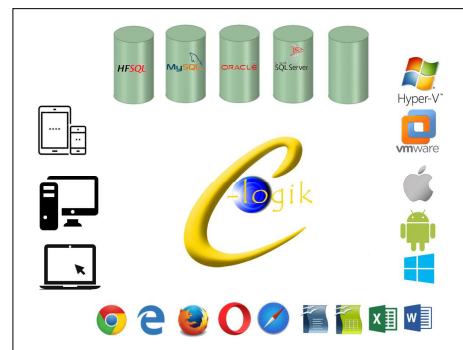 HFSQL
MySQL
ORACLE
SQL Server
Hyper-V
vmware
C-logik